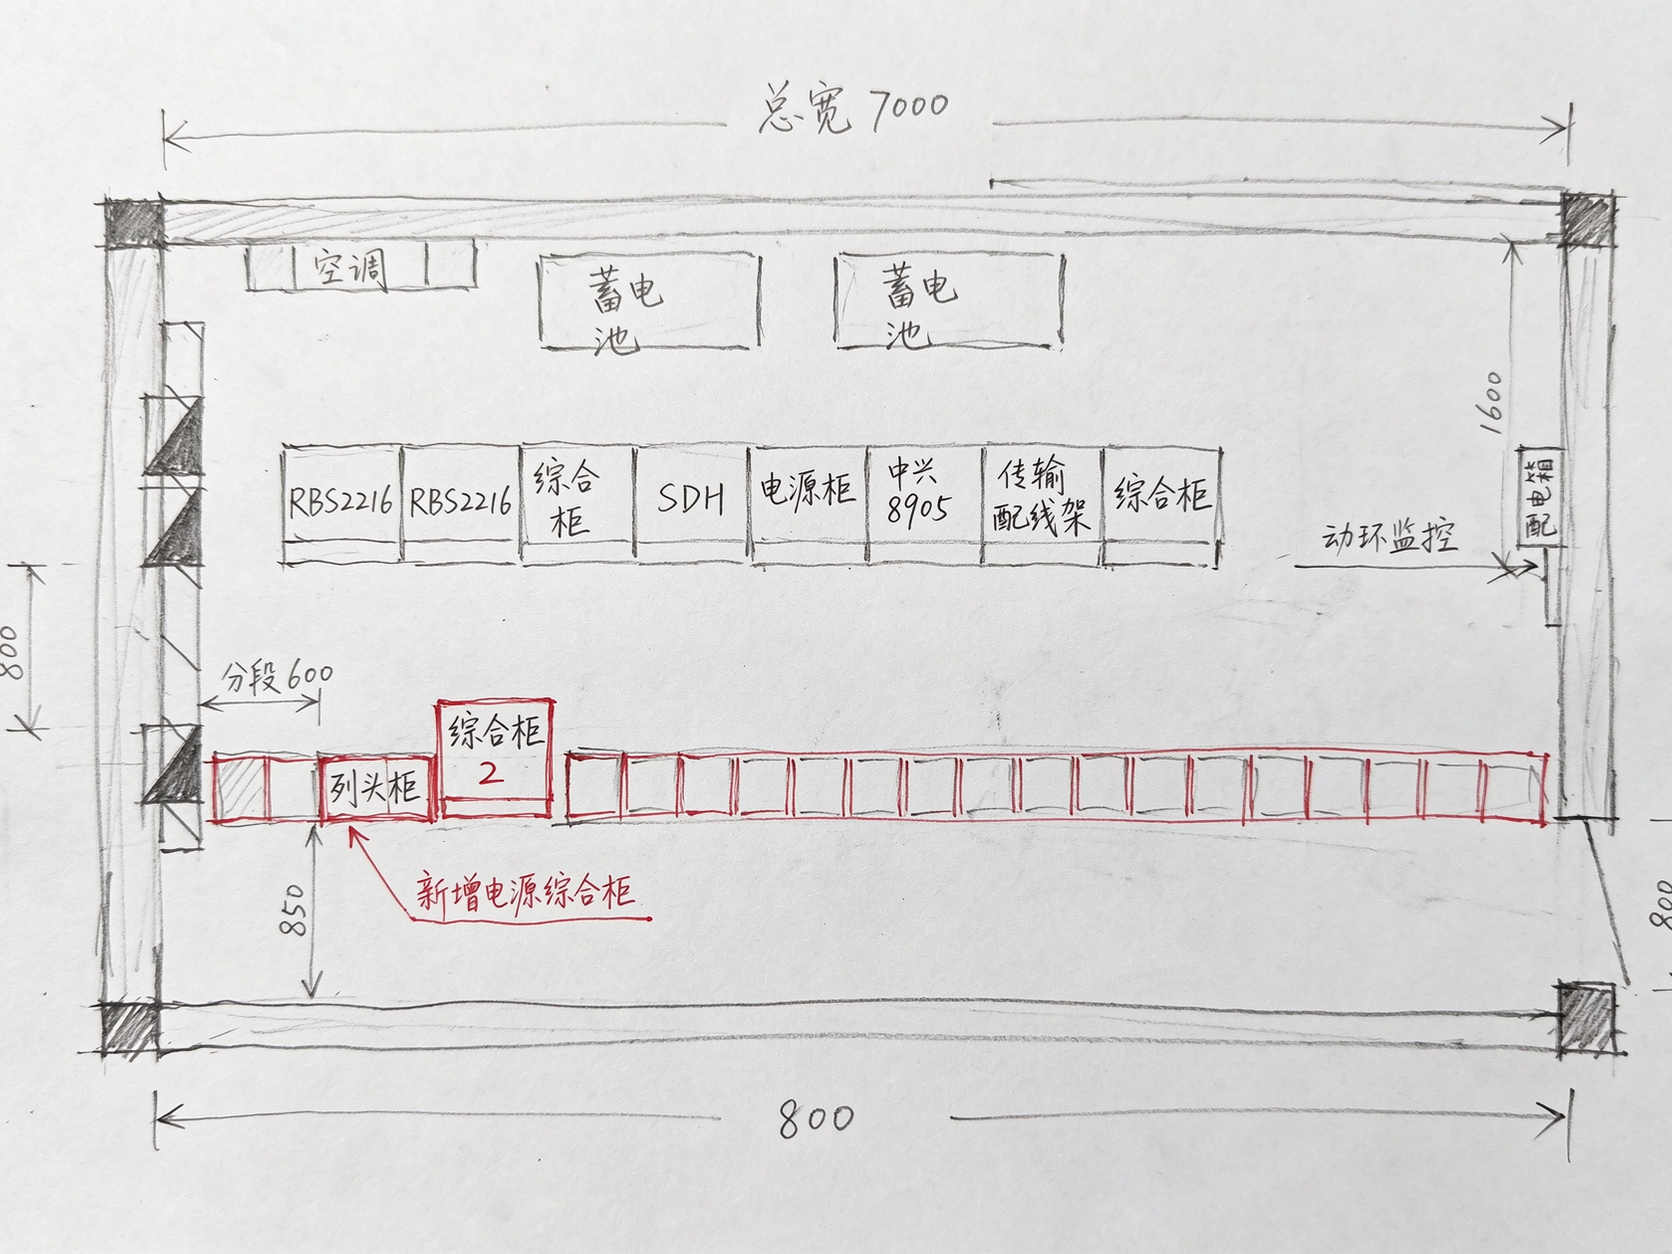 总宽 7000
空调
蓄电
池
蓄电
池
1600
RBS2216
RBS2216
综合
柜
SDH
电源柜
中兴
8905
传输
配线架
综合柜
配电箱
动环监控
800
分段600
综合柜
2
列头柜
新增电源综合柜
850
800
800